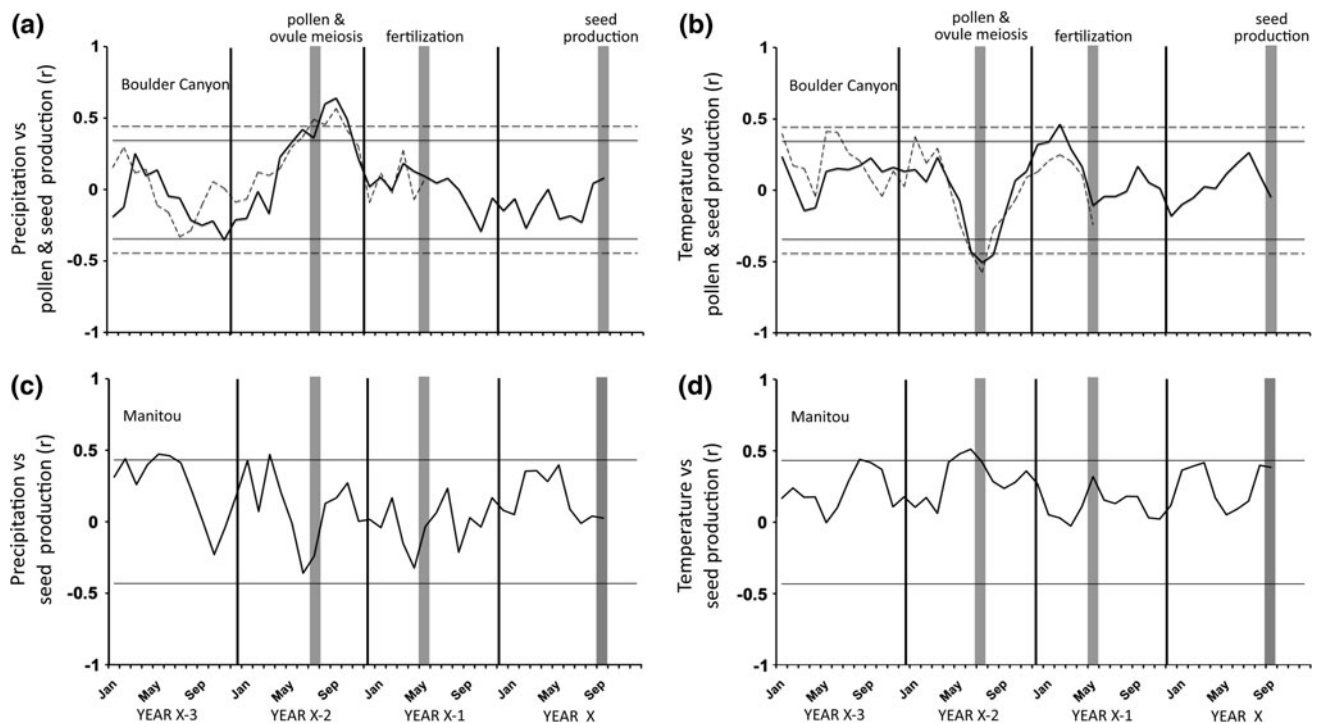 (a)
pollen &
ovule meiosis
fertilization
seed
production
Precipitation vs
pollen & seed production (r)
1
0.5
0
-0.5
-1
Boulder Canyon
(b)
pollen &
ovule meiosis
fertilization
seed
production
Temperature vs
pollen & seed production (r)
1
0.5
0
-0.5
-1
Boulder Canyon
(c)
Precipitation vs
seed production (r)
1
0.5
0
-0.5
-1
Manitou
Jan May Sep Jan May Sep Jan May Sep Jan May Sep
YEAR X-3 YEAR X-2 YEAR X-1 YEAR X
(d)
Temperature vs
seed production (r)
1
0.5
0
-0.5
-1
Manitou
Jan May Sep Jan May Sep Jan May Sep Jan May Sep
YEAR X-3 YEAR X-2 YEAR X-1 YEAR X